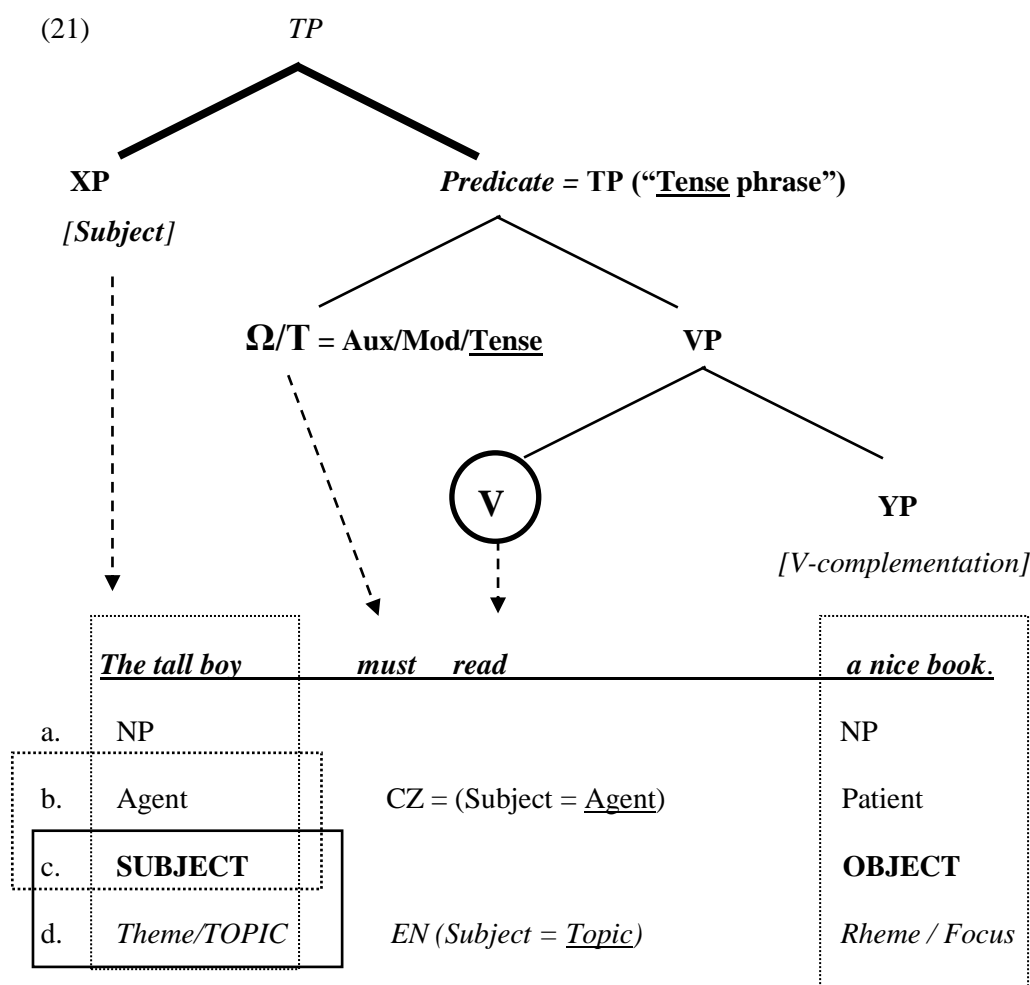 (21) TP
XP Predicate = TP (“Tense phrase”)
[Subject]
Ω/T = Aux/Mod/Tense VP
V YP
[V-complementation]
The tall boy must read a nice book.
a. NP NP
b. Agent CZ = (Subject = Agent) Patient
c. SUBJECT OBJECT
d. Theme/TOPIC EN (Subject = Topic) Rheme / Focus